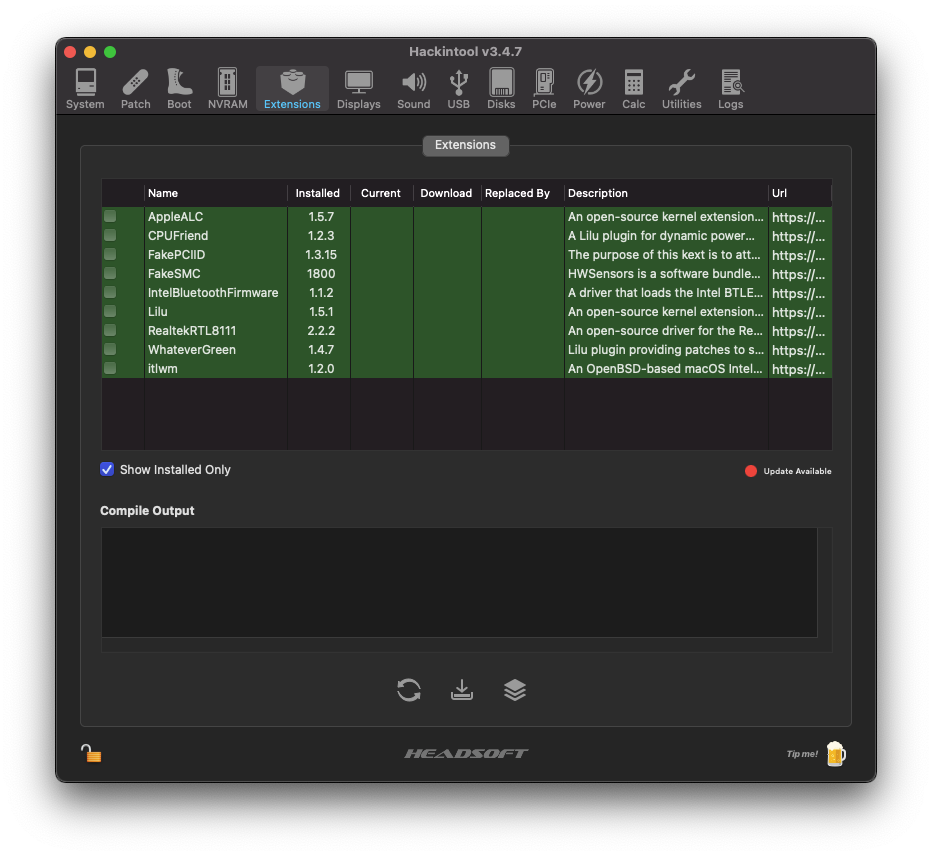 Hackintool v3.4.7
System Patch Boot NVRAM Extensions Displays Sound USB Disks PCIe Power Calc Utilities Logs
Extensions
Name Installed Current Download Replaced By Description Url
AppleALC 1.5.7 An open-source kernel extension... https://...
CPUFriend 1.2.3 A Lilu plugin for dynamic power... https://...
FakePCIID 1.3.15 The purpose of this kext is to att... https://...
FakeSMC 1800 HWSensors is a software bundle... https://...
IntelBluetoothFirmware 1.1.2 A driver that loads the Intel BTLE... https://...
Lilu 1.5.1 An open-source kernel extension... https://...
RealtekRTL8111 2.2.2 An open-source driver for the Re... https://...
WhateverGreen 1.4.7 Lilu plugin providing patches to s... https://...
itlwm 1.2.0 An OpenBSD-based macOS Intel... https://...
Show Installed Only Update Available
Compile Output
HEADSOFT Tip me!